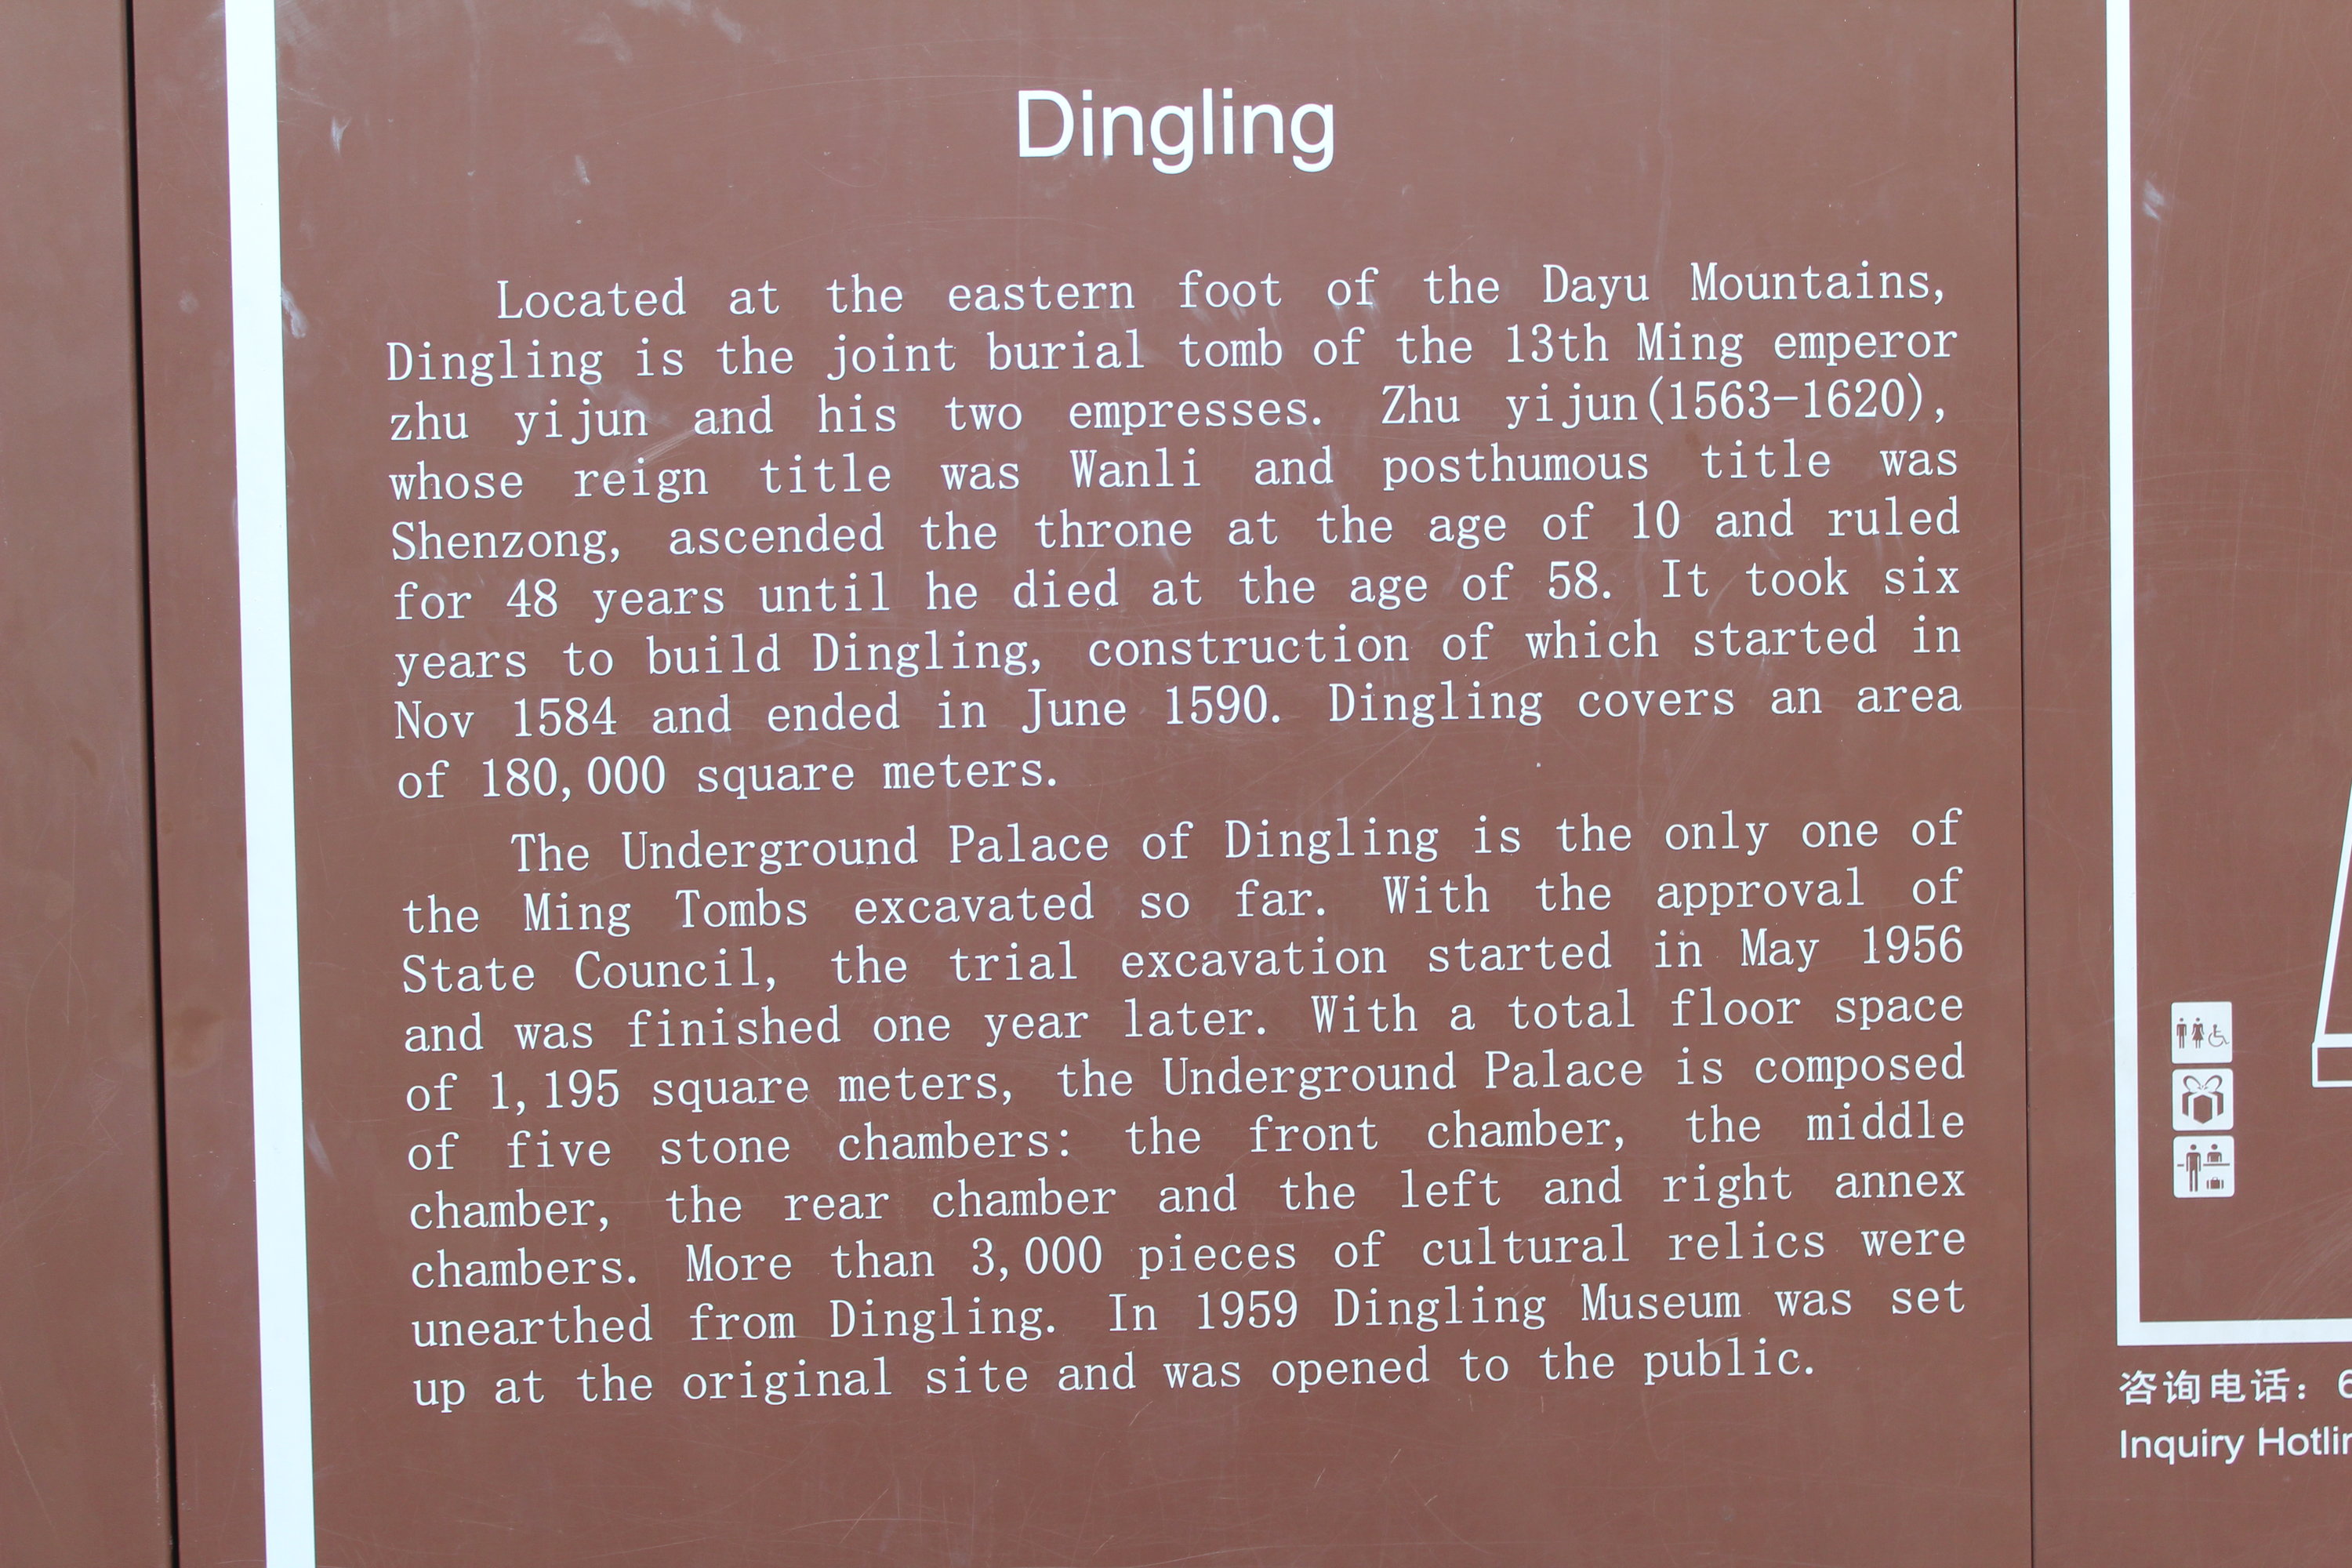 Dingling
Located at the eastern foot of the Dayu Mountains,
Dingling is the joint burial tomb of the 13th Ming emperor
zhu yijun and his two empresses. Zhu yijun(1563-1620),
whose reign title was Wanli and posthumous title was
Shenzong, ascended the throne at the age of 10 and ruled
for 48 years until he died at the age of 58. It took six
years to build Dingling, construction of which started in
Nov 1584 and ended in June 1590. Dingling covers an area
of 180,000 square meters.
The Underground Palace of Dingling is the only one of
the Ming Tombs excavated so far. With the approval of
State Council, the trial excavation started in May 1956
and was finished one year later. With a total floor space
of 1,195 square meters, the Underground Palace is composed
of five stone chambers: the front chamber, the middle
chamber, the rear chamber and the left and right annex
chambers. More than 3,000 pieces of cultural relics were
unearthed from Dingling. In 1959 Dingling Museum was set
up at the original site and was opened to the public.
咨询电话：
Inquiry